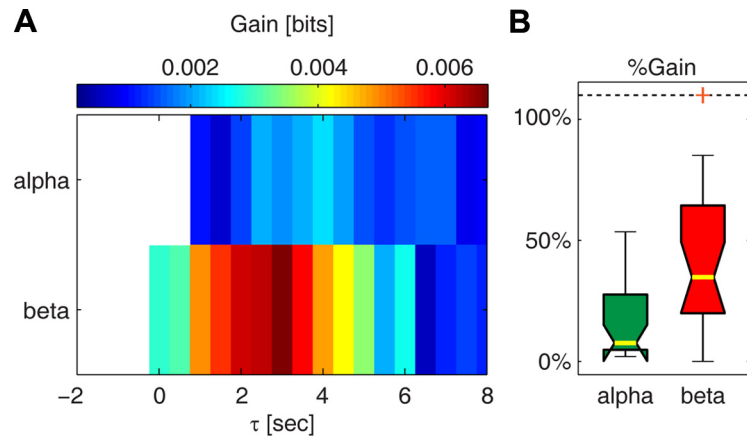 A
Gain [bits]
0.002
0.004
0.006
alpha
beta
−2
0
2
4
6
8
τ [sec]
B
%Gain
100%
50%
0%
alpha
beta